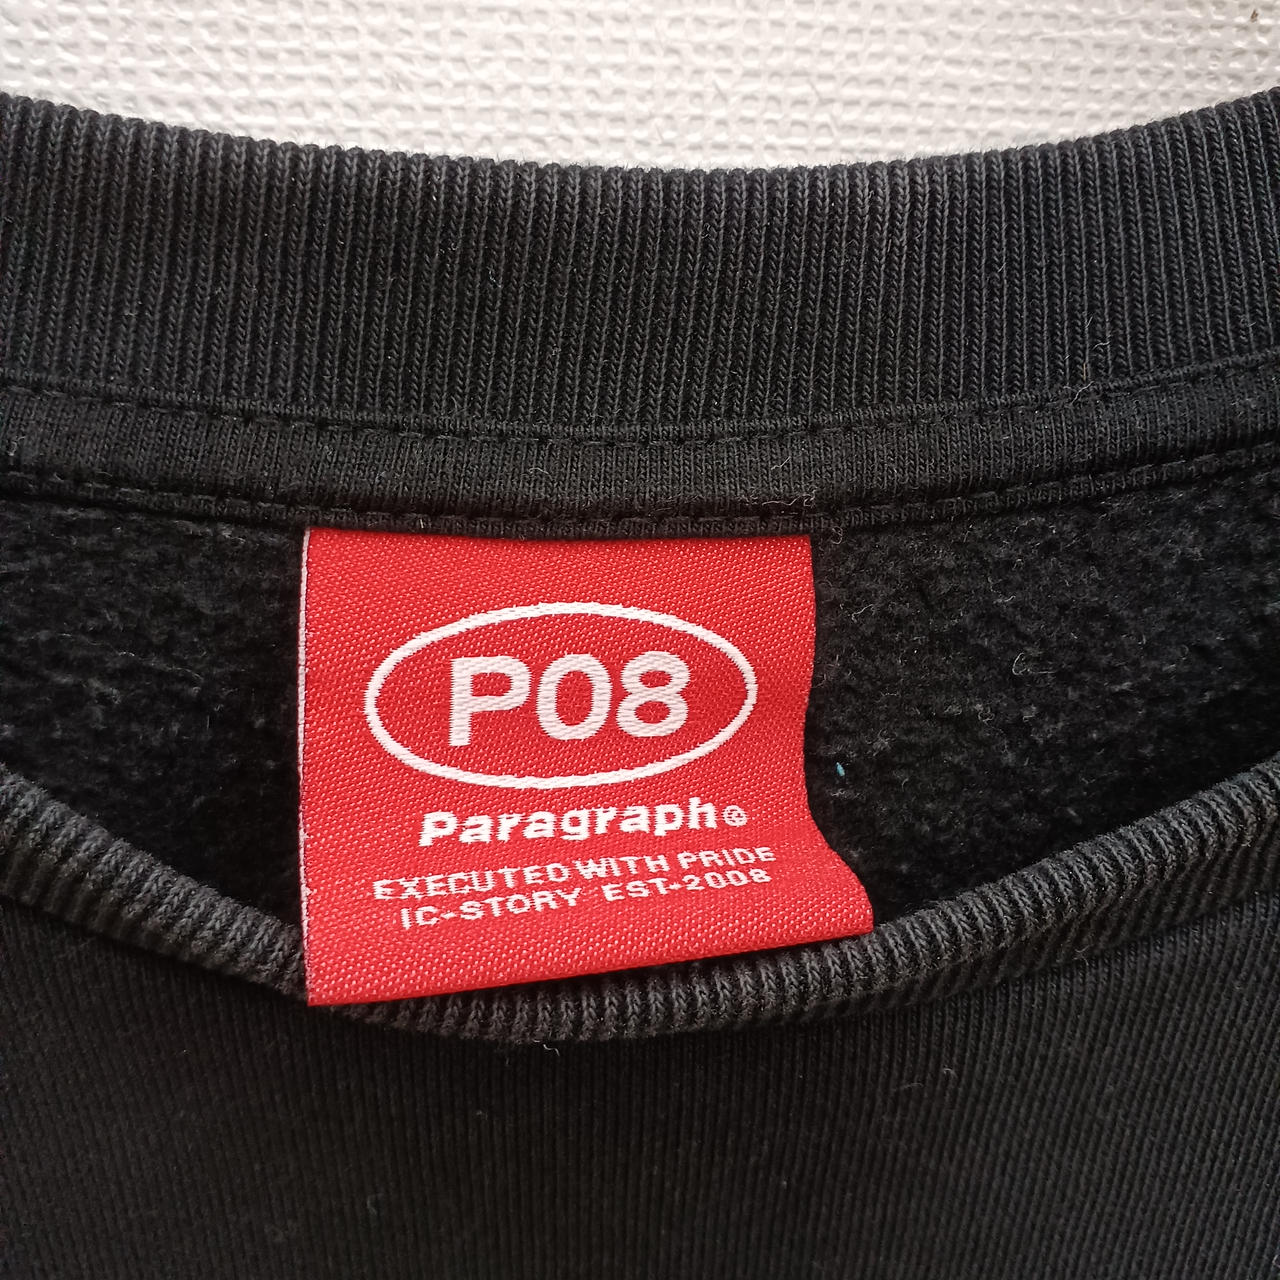 P08
Paragraph©
EXECUTED WITH PRIDE
IC-STORY EST-2008